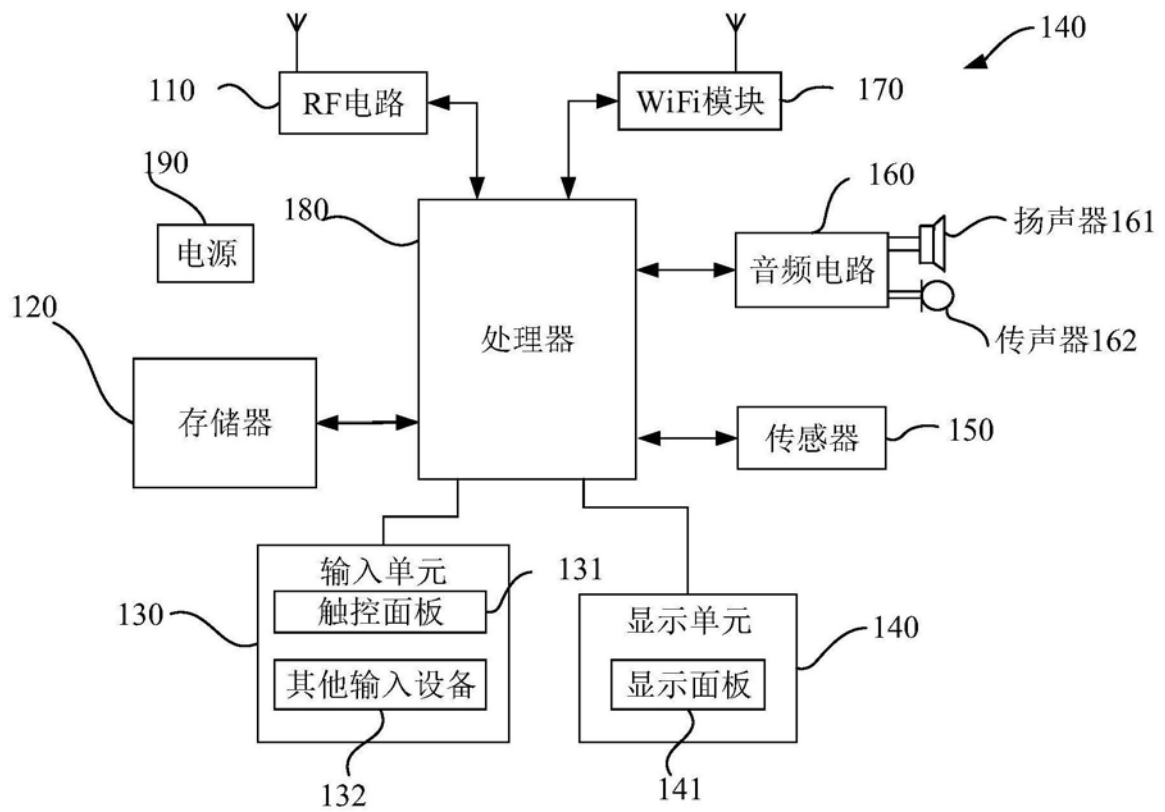 140
110
RF电路
WiFi模块
170
190
电源
180
160
扬声器161
音频电路
处理器
传声器162
120
存储器
传感器
150
输入单元
131
触控面板
130
其他输入设备
132
显示单元
140
显示面板
141